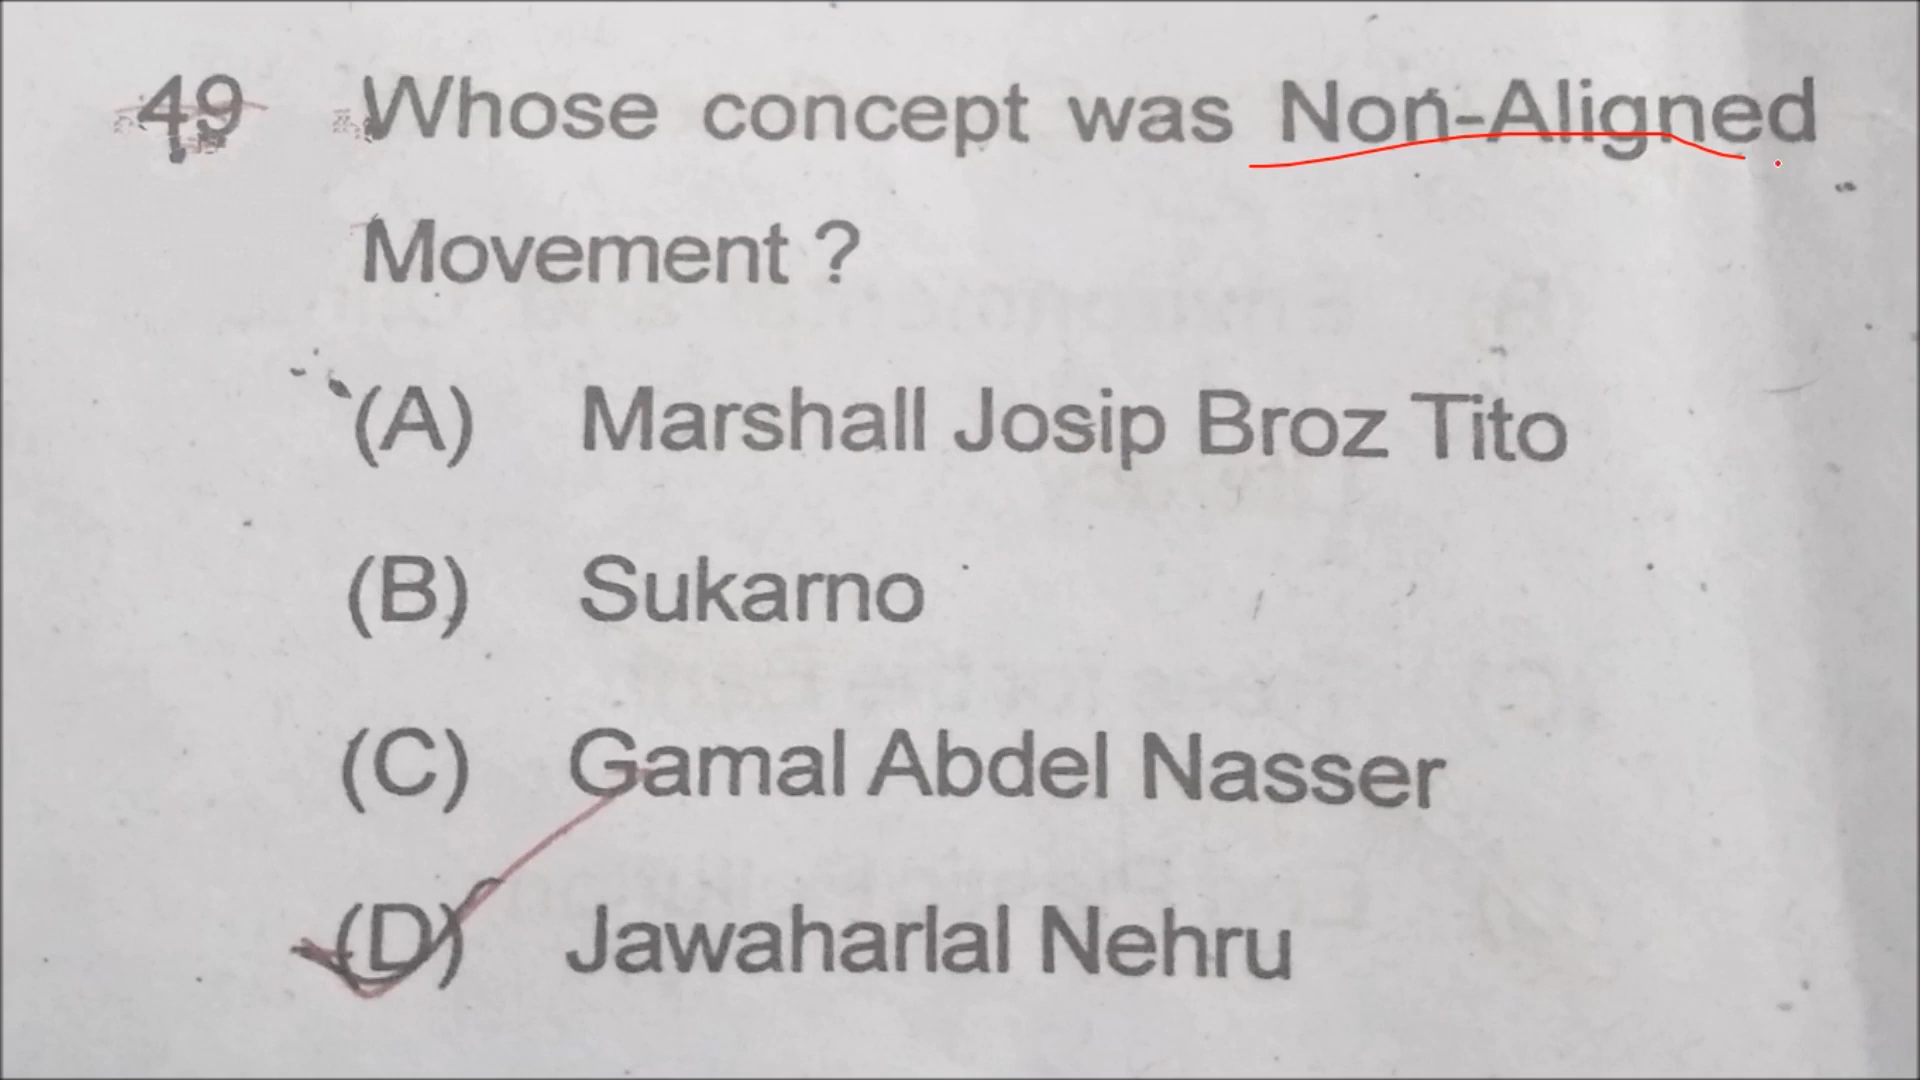 49 Whose concept was Non-Aligned
Movement ?
(A) Marshall Josip Broz Tito
(B) Sukarno
(C) Gamal Abdel Nasser
(D) Jawaharlal Nehru